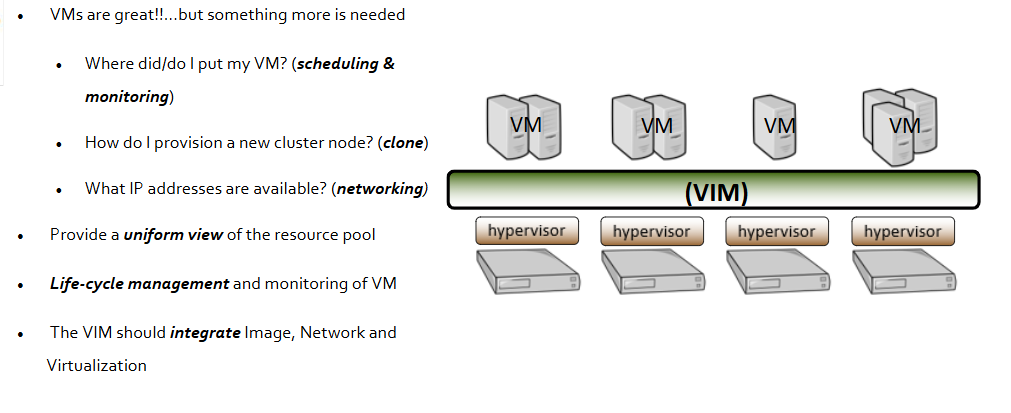 • VMs are great!!...but something more is needed
• Where did/do I put my VM? (scheduling &
monitoring)
• How do I provision a new cluster node? (clone)
• What IP addresses are available? (networking)
• Provide a uniform view of the resource pool
• Life-cycle management and monitoring of VM
• The VIM should integrate Image, Network and
Virtualization
VM VM VM VM
(VIM)
hypervisor hypervisor hypervisor hypervisor